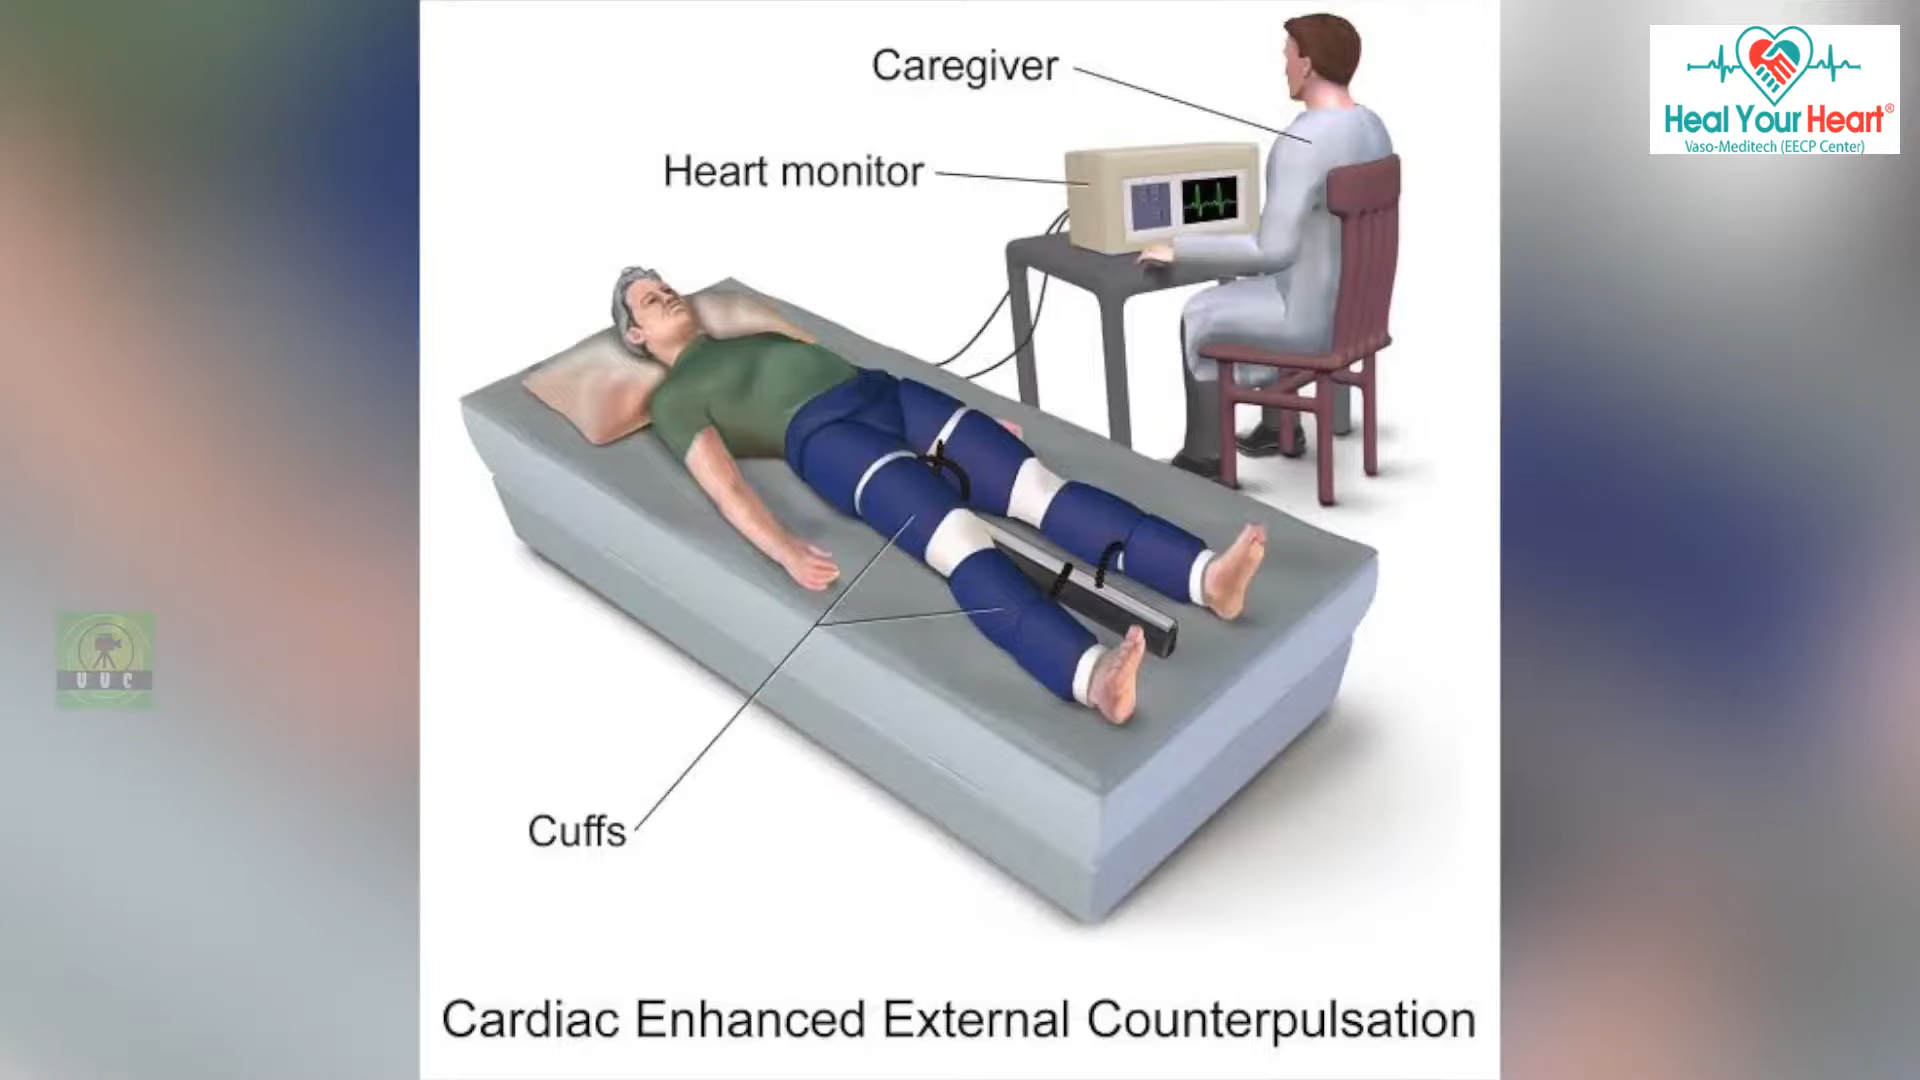 Caregiver
Heart monitor
Heal Your Heart®
Vaso-Meditech (EECP Center)
UUC
Cuffs
Cardiac Enhanced External Counterpulsation